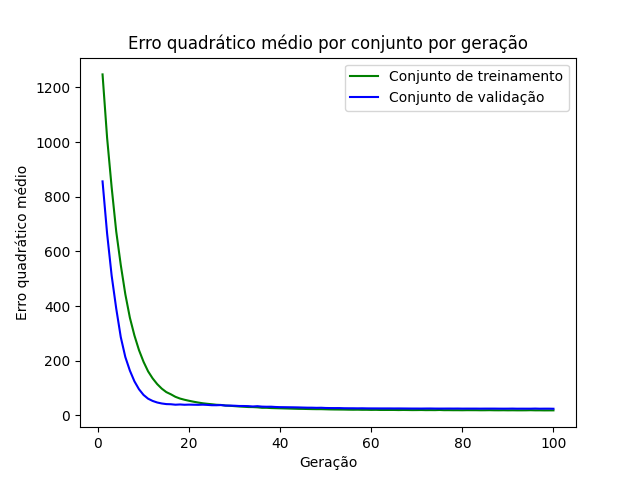 Erro quadrático médio por conjunto por geração
Conjunto de treinamento
Conjunto de validação
Erro quadrático médio
1200
1000
800
600
400
200
0
0 20 40 60 80 100
Geração